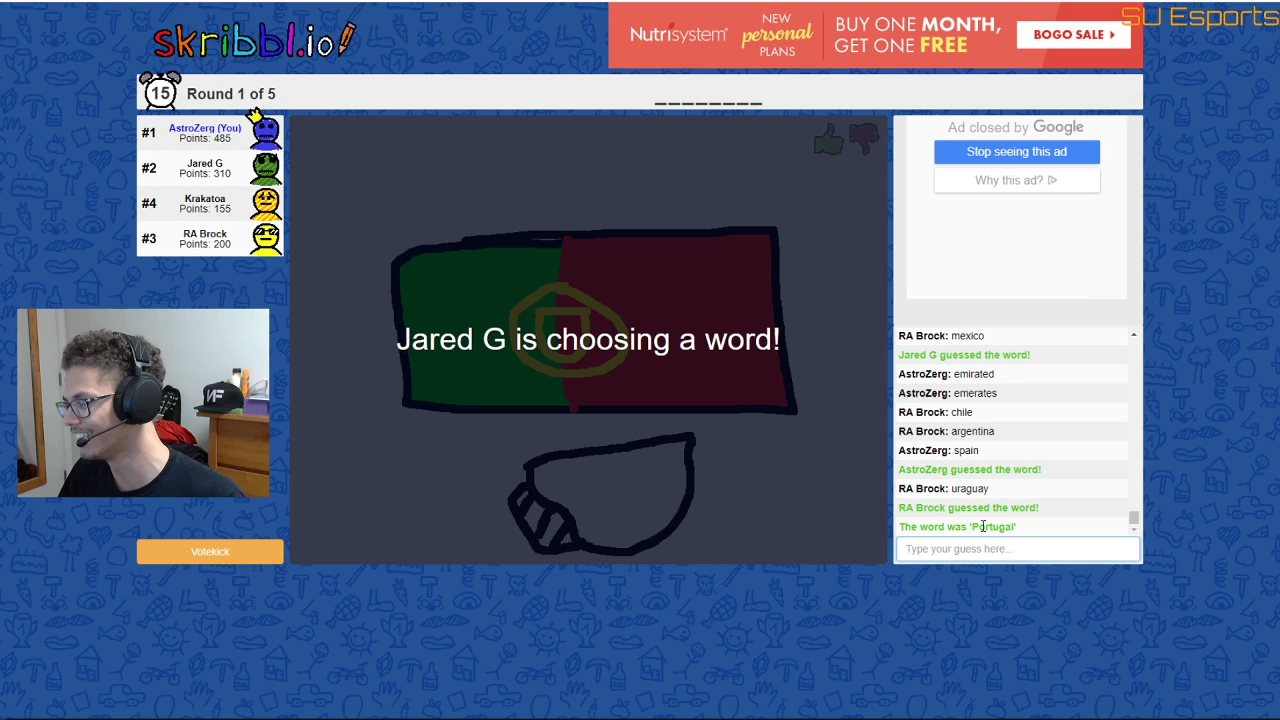 skribbl.io
Nutrisystem®
NEW
personal
PLANS
BUY ONE MONTH,
GET ONE FREE
BOGO SALE
SU Esports
15
Round 1 of 5
________
#1
AstroZerg (You)
Points: 485
#2
Jared G
Points: 310
#4
Krakatoa
Points: 155
#3
RA Brock
Points: 200
Jared G is choosing a word!
Ad closed by Google
Stop seeing this ad
Why this ad?
RA Brock: mexico
Jared G guessed the word!
AstroZerg: emirated
AstroZerg: emerates
RA Brock: chile
RA Brock: argentina
AstroZerg: spain
AstroZerg guessed the word!
RA Brock: uraguay
RA Brock guessed the word!
The word was 'Portugal'
Type your guess here...
NF
Votekick